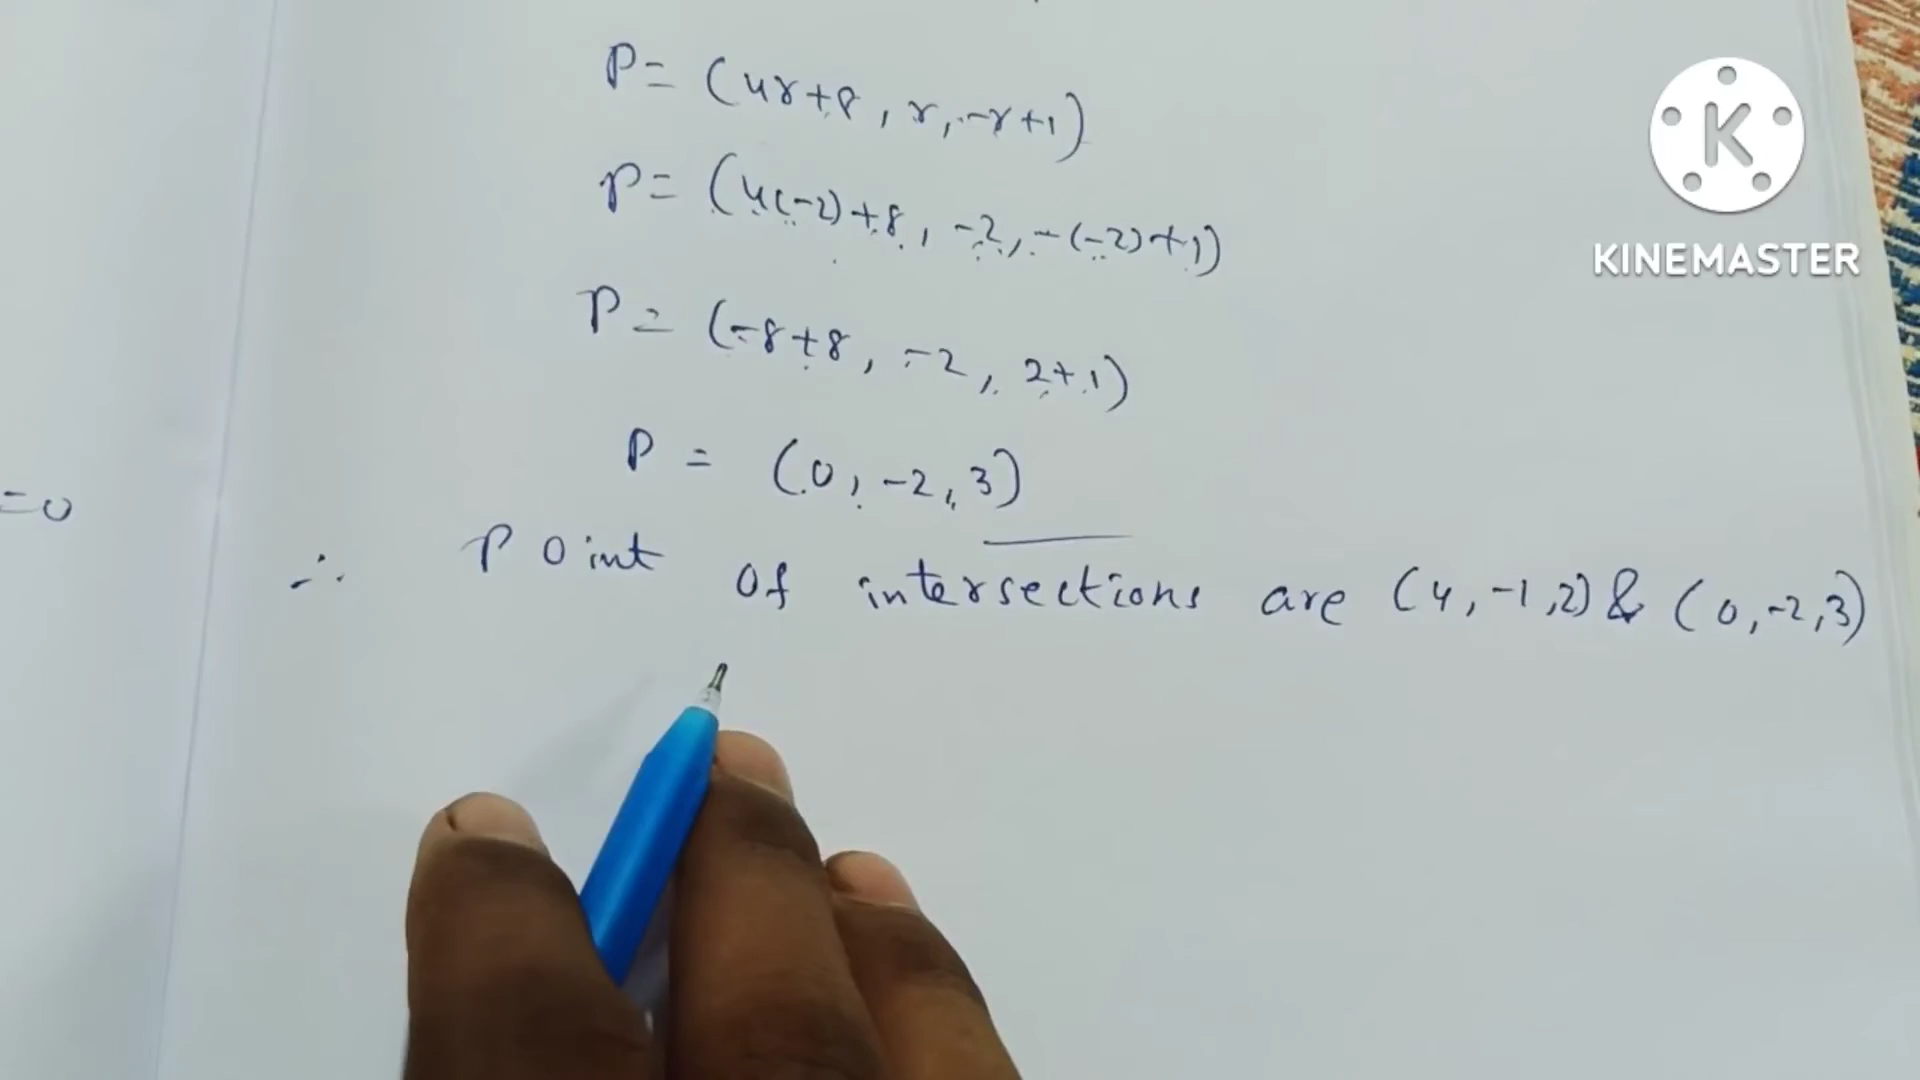 P = (4r+8, r, -r+1)
P = (4(-2)+8, -2, -(-2)+1)
P = (-8+8, -2, 2+1)
P = (0, -2, 3)
=0
∴ Point of intersections are (4, -1, 2) & (0, -2, 3)
K
KINEMASTER